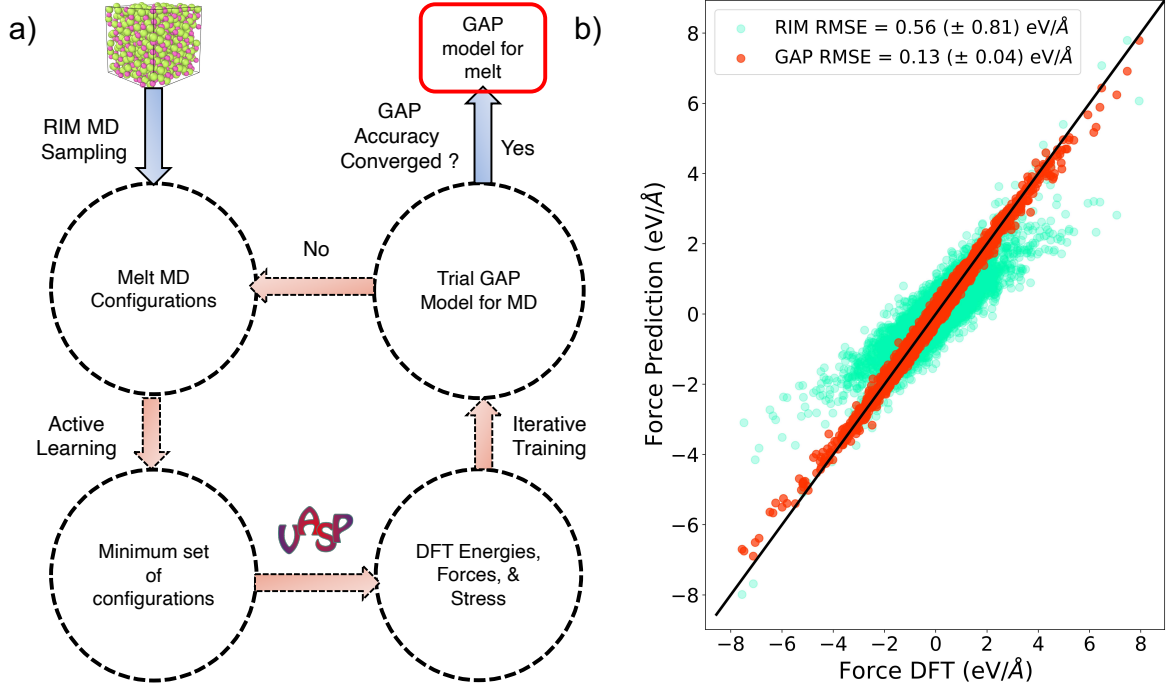 a)
RIM MD
Sampling
GAP
model for
melt
GAP
Accuracy
Converged ?
Yes
Melt MD
Configurations
No
Trial GAP
Model for MD
Active
Learning
Iterative
Training
Minimum set
of
configurations
VASP
DFT Energies,
Forces, &
Stress
b)
RIM RMSE = 0.56 (± 0.81) eV/Å
GAP RMSE = 0.13 (± 0.04) eV/Å
Force Prediction (eV/Å)
8
6
4
2
0
−2
−4
−6
−8
−8 −6 −4 −2 0 2 4 6 8
Force DFT (eV/Å)